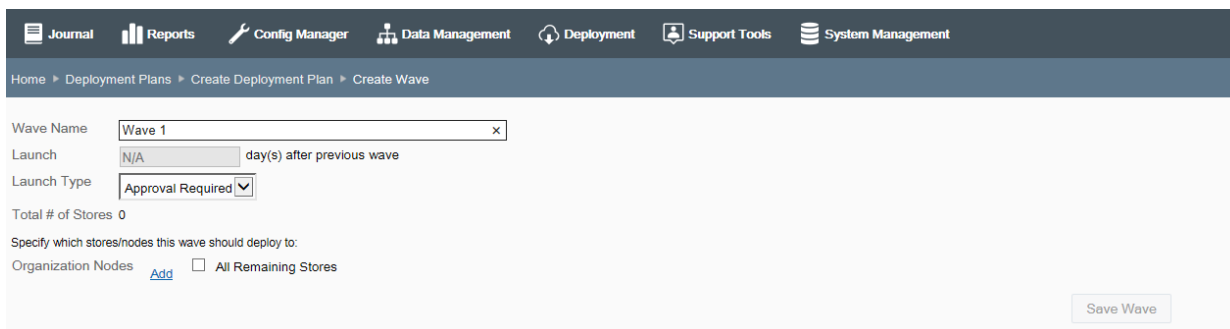 Journal Reports Config Manager Data Management Deployment Support Tools System Management
Home ▸ Deployment Plans ▸ Create Deployment Plan ▸ Create Wave
Wave Name Wave 1 ×
Launch N/A day(s) after previous wave
Launch Type Approval Required
Total # of Stores 0
Specify which stores/nodes this wave should deploy to:
Organization Nodes Add All Remaining Stores
Save Wave